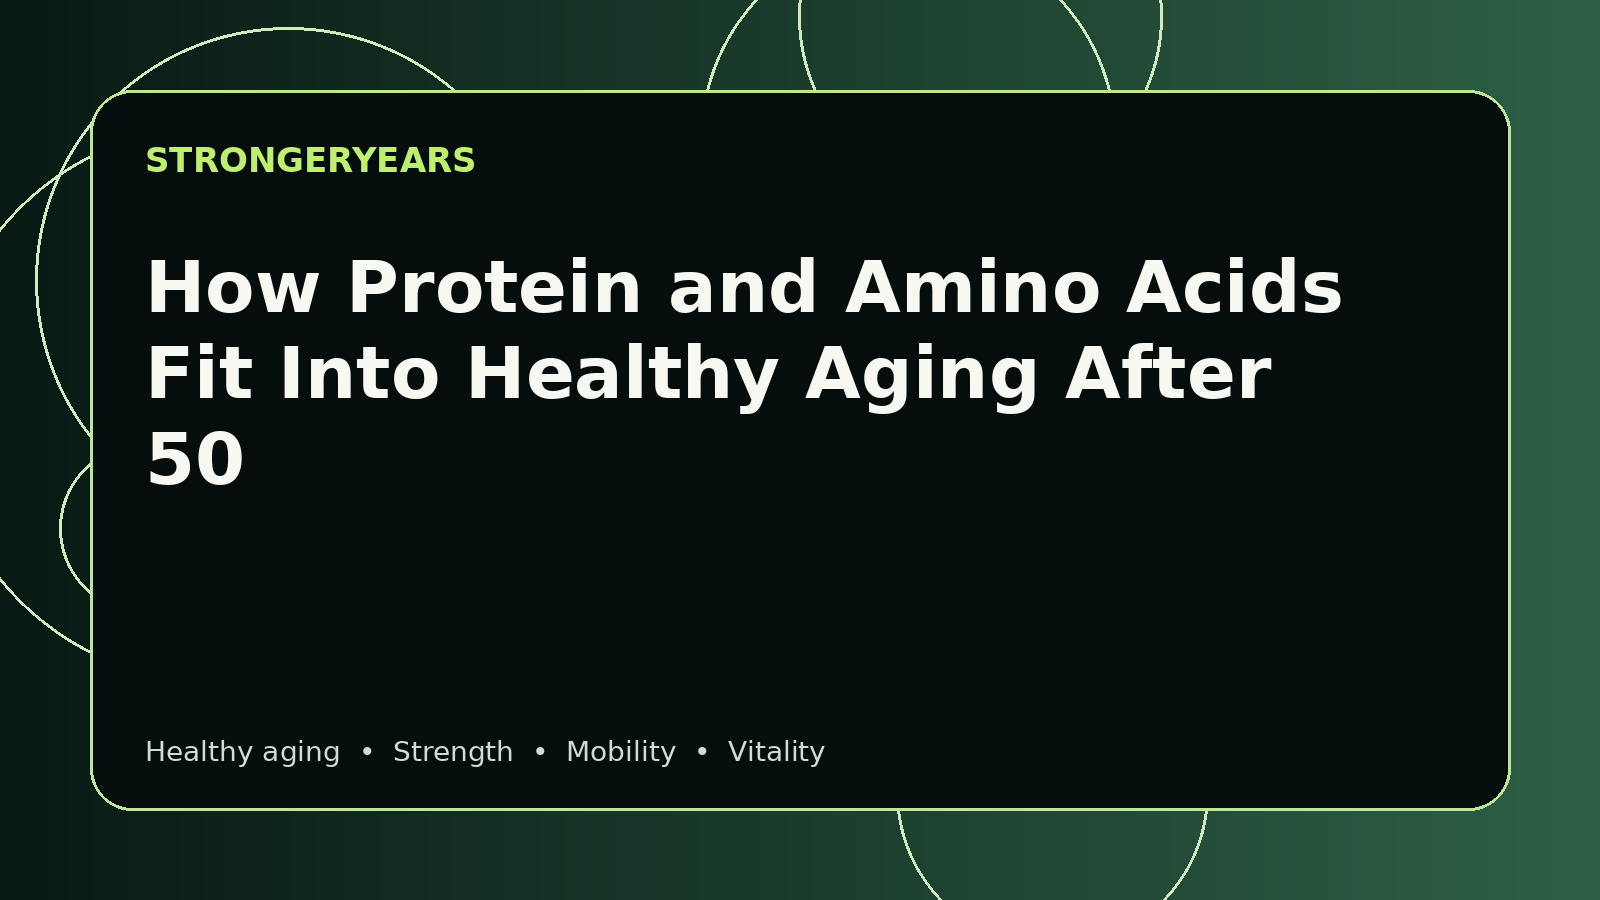 STRONGERYEARS
How Protein and Amino Acids
Fit Into Healthy Aging After
50
Healthy aging • Strength • Mobility • Vitality